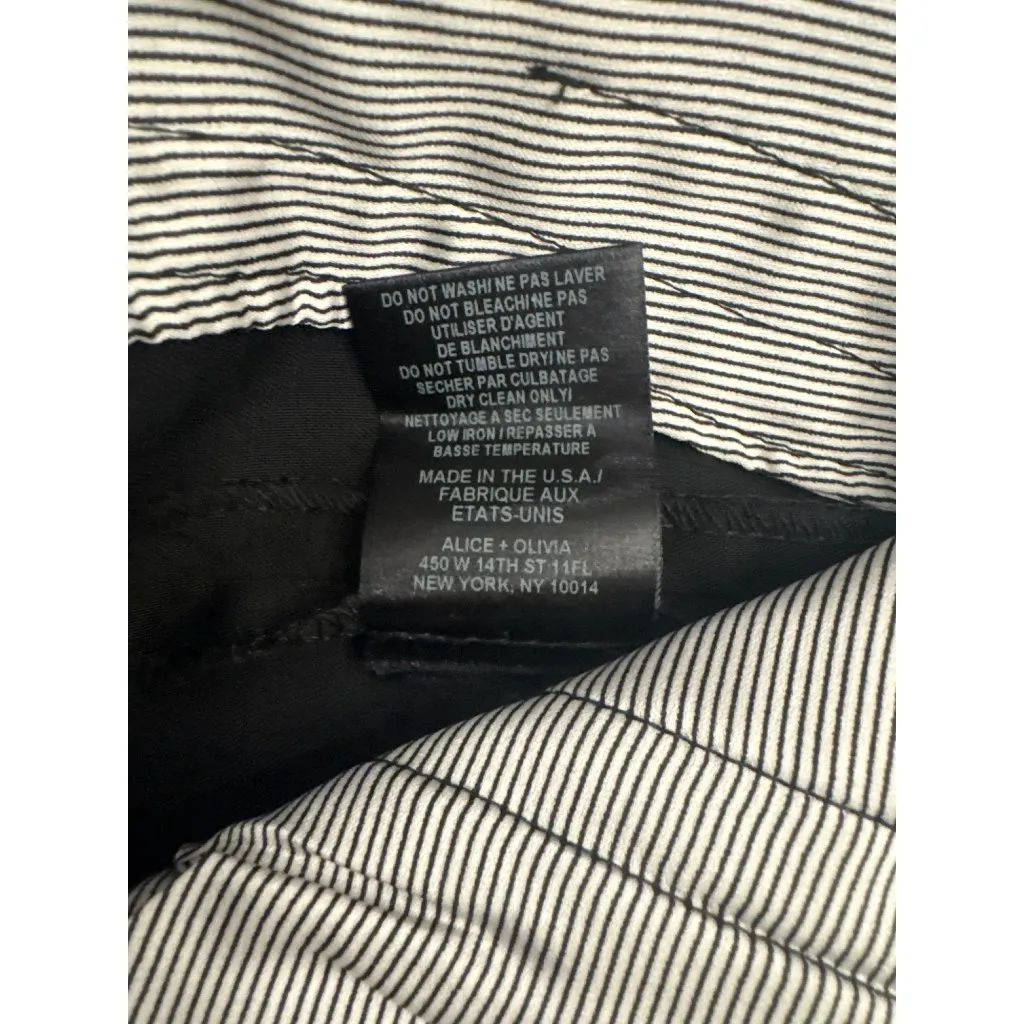 DO NOT WASH/ NE PAS LAVER
DO NOT BLEACH/ NE PAS
UTILISER D'AGENT
DE BLANCHIMENT
DO NOT TUMBLE DRY/ NE PAS
SECHER PAR CULBATAGE
DRY CLEAN ONLY/
NETTOYAGE A SEC SEULEMENT
LOW IRON / REPASSER A
BASSE TEMPERATURE
MADE IN THE U.S.A./
FABRIQUE AUX
ETATS-UNIS
ALICE + OLIVIA
450 W 14TH ST 11FL
NEW YORK, NY 10014